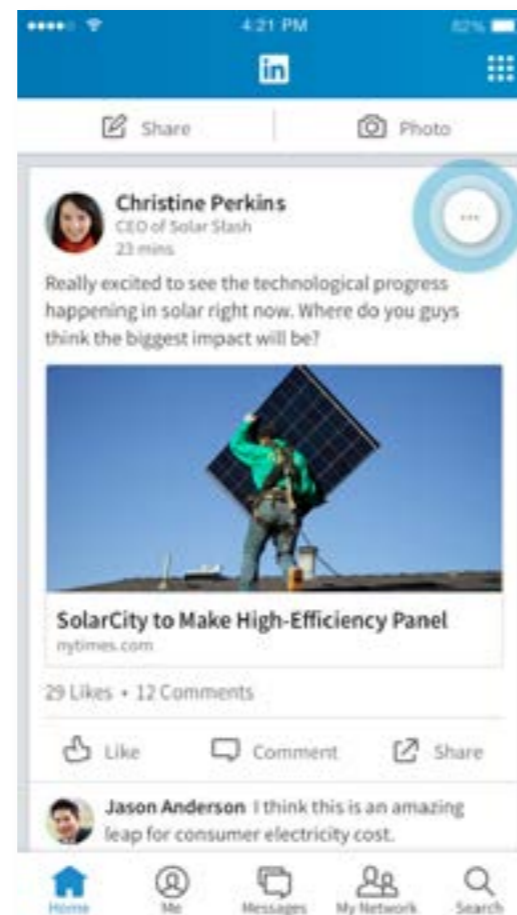 4:21 PM
82%
in
Share
Photo
Christine Perkins
CEO of Solar Slash
23 mins
...
Really excited to see the technological progress
happening in solar right now. Where do you guys
think the biggest impact will be?
SolarCity to Make High-Efficiency Panel
nytimes.com
29 Likes • 12 Comments
Like
Comment
Share
Jason Anderson I think this is an amazing
leap for consumer electricity cost.
Home
Me
Messages
My Network
Search